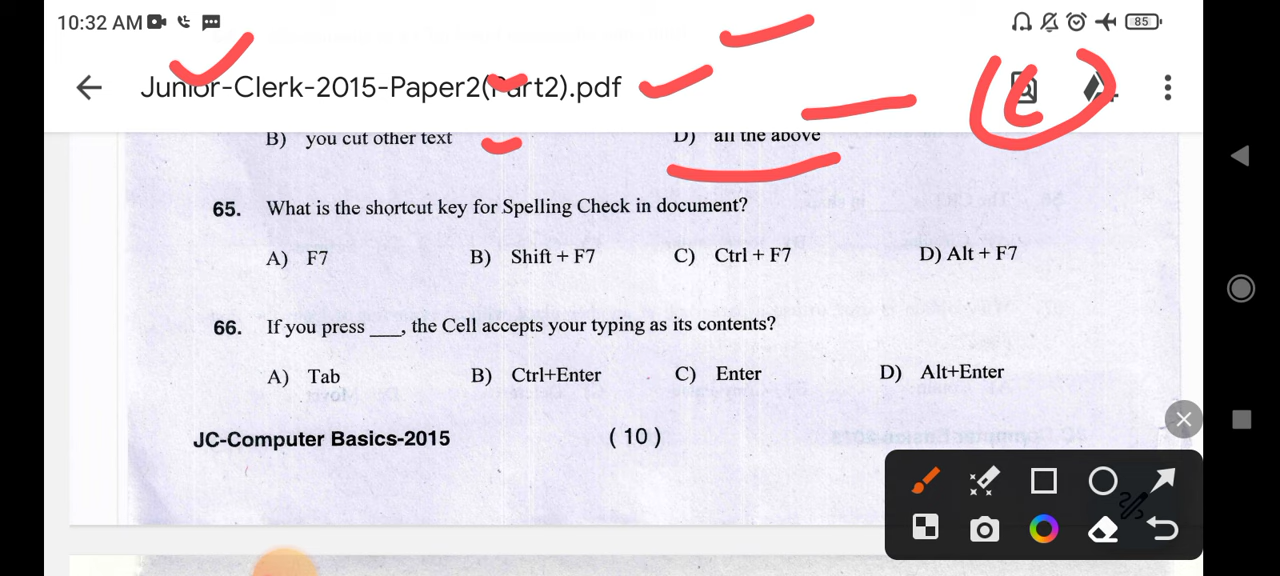 10:32 AM
85
Junior-Clerk-2015-Paper2(Part2).pdf
B) you cut other text D) all the above
65. What is the shortcut key for Spelling Check in document?
A) F7 B) Shift + F7 C) Ctrl + F7 D) Alt + F7
66. If you press ___, the Cell accepts your typing as its contents?
A) Tab B) Ctrl+Enter C) Enter D) Alt+Enter
JC-Computer Basics-2015 ( 10 )